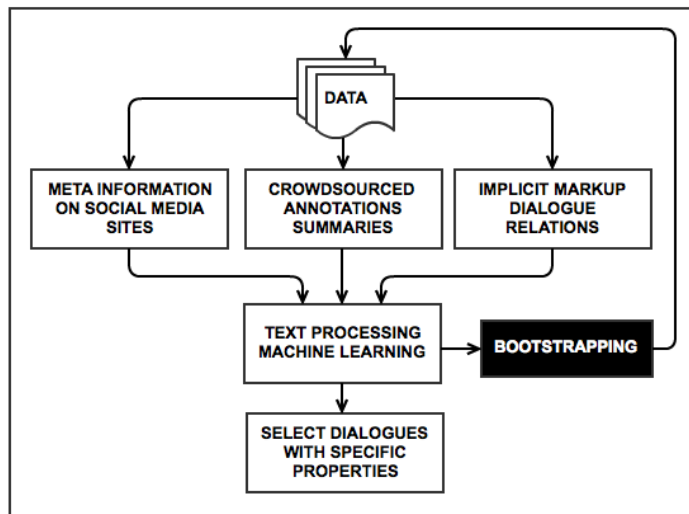 DATA
META INFORMATION
ON SOCIAL MEDIA
SITES
CROWDSOURCED
ANNOTATIONS
SUMMARIES
IMPLICIT MARKUP
DIALOGUE
RELATIONS
TEXT PROCESSING
MACHINE LEARNING
BOOTSTRAPPING
SELECT DIALOGUES
WITH SPECIFIC
PROPERTIES